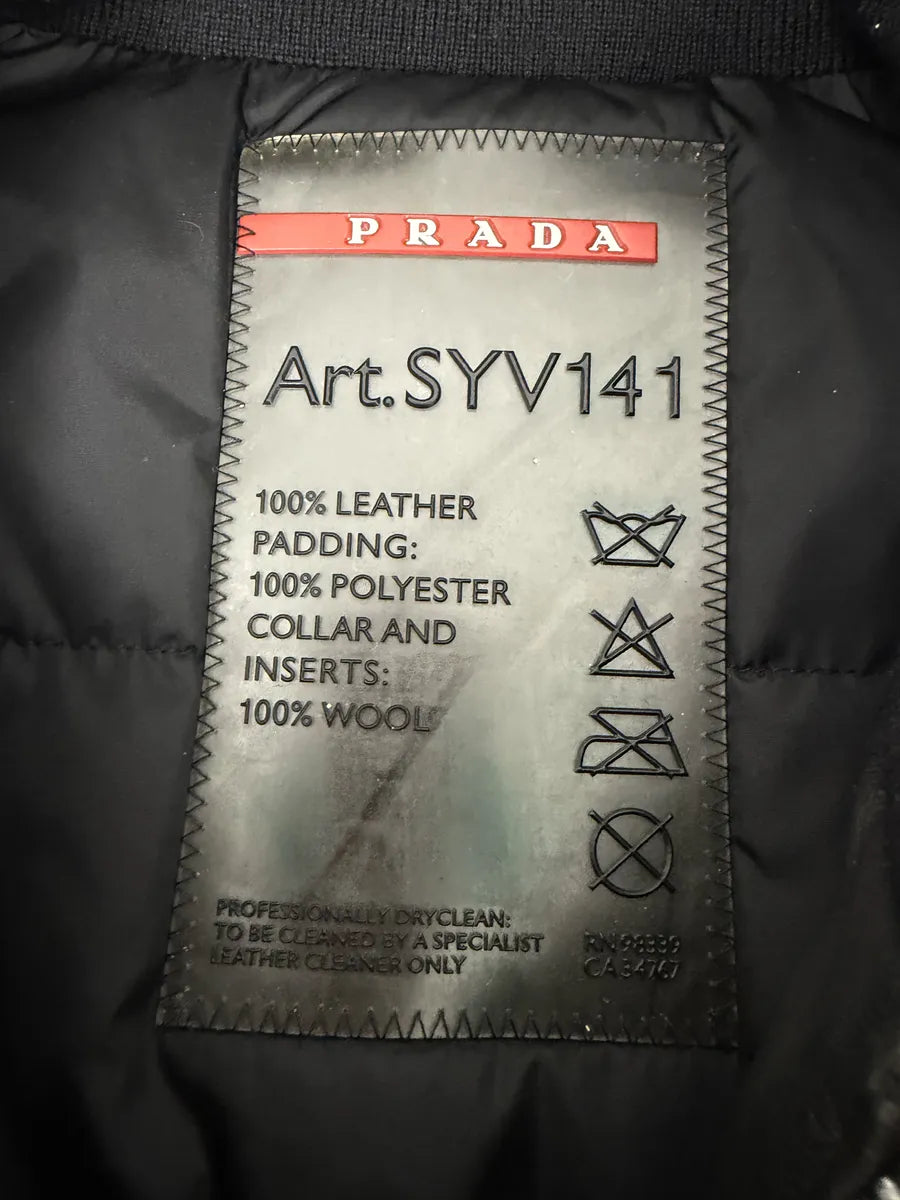 PRADA
Art.SYV141
100% LEATHER
PADDING:
100% POLYESTER
COLLAR AND
INSERTS:
100% WOOL
PROFESSIONALLY DRYCLEAN:
TO BE CLEANED BY A SPECIALIST
LEATHER CLEANER ONLY
RN 98339
CA 34767